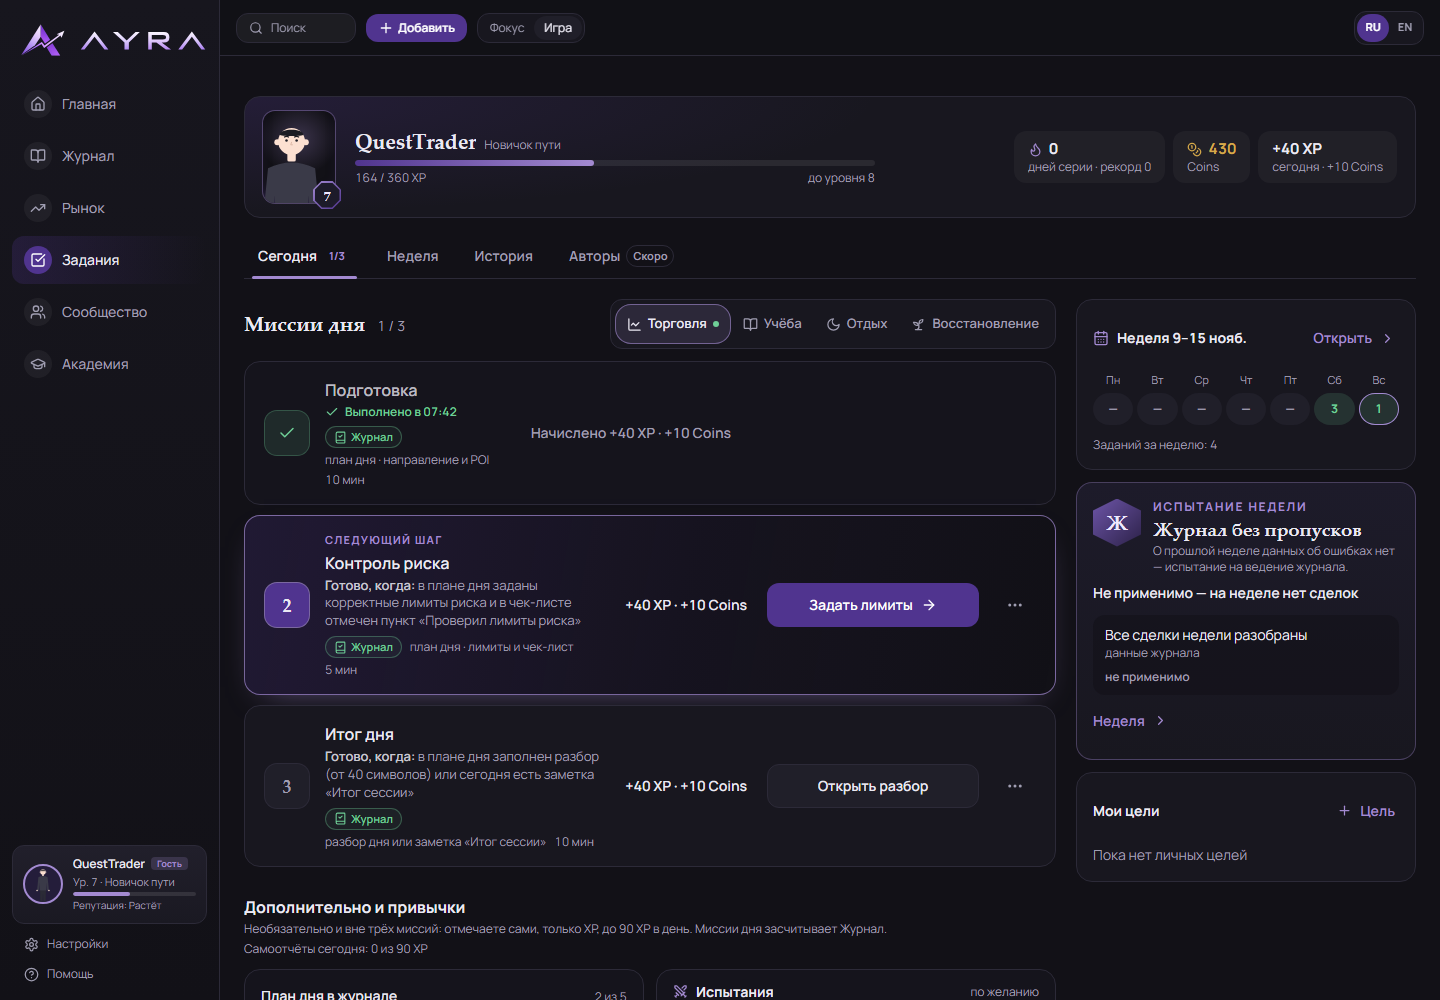 AYRA
Поиск
Добавить
Фокус
Игра
RU
EN
Главная
Журнал
Рынок
Задания
Сообщество
Академия
QuestTrader Новичок пути
164 / 360 XP
до уровня 8
7
0
дней серии · рекорд 0
430
Coins
+40 XP
сегодня · +10 Coins
Сегодня 1/3
Неделя
История
Авторы Скоро
Миссии дня 1 / 3
Торговля
Учёба
Отдых
Восстановление
Подготовка
Выполнено в 07:42
Журнал
план дня · направление и POI
10 мин
Начислено +40 XP · +10 Coins
СЛЕДУЮЩИЙ ШАГ
2
Контроль риска
Готово, когда: в плане дня заданы
корректные лимиты риска и в чек-листе
отмечен пункт «Проверил лимиты риска»
Журнал план дня · лимиты и чек-лист
5 мин
+40 XP · +10 Coins
Задать лимиты
3
Итог дня
Готово, когда: в плане дня заполнен разбор
(от 40 символов) или сегодня есть заметка
«Итог сессии»
Журнал
разбор дня или заметка «Итог сессии» 10 мин
+40 XP · +10 Coins
Открыть разбор
Дополнительно и привычки
Необязательно и вне трёх миссий: отмечаете сами, только XP, до 90 XP в день. Миссии дня засчитывает Журнал.
Самоотчёты сегодня: 0 из 90 XP
План дня в журнале
2 из 5
Испытания
по желанию
Неделя 9–15 нояб.
Открыть
Пн Вт Ср Чт Пт Сб Вс
– – – – – 3 1
Заданий за неделю: 4
Ж
ИСПЫТАНИЕ НЕДЕЛИ
Журнал без пропусков
О прошлой неделе данных об ошибках нет
— испытание на ведение журнала.
Не применимо — на неделе нет сделок
Все сделки недели разобраны
данные журнала
не применимо
Неделя
Мои цели
Цель
Пока нет личных целей
QuestTrader Гость
Ур. 7 · Новичок пути
Репутация: Растёт
Настройки
Помощь